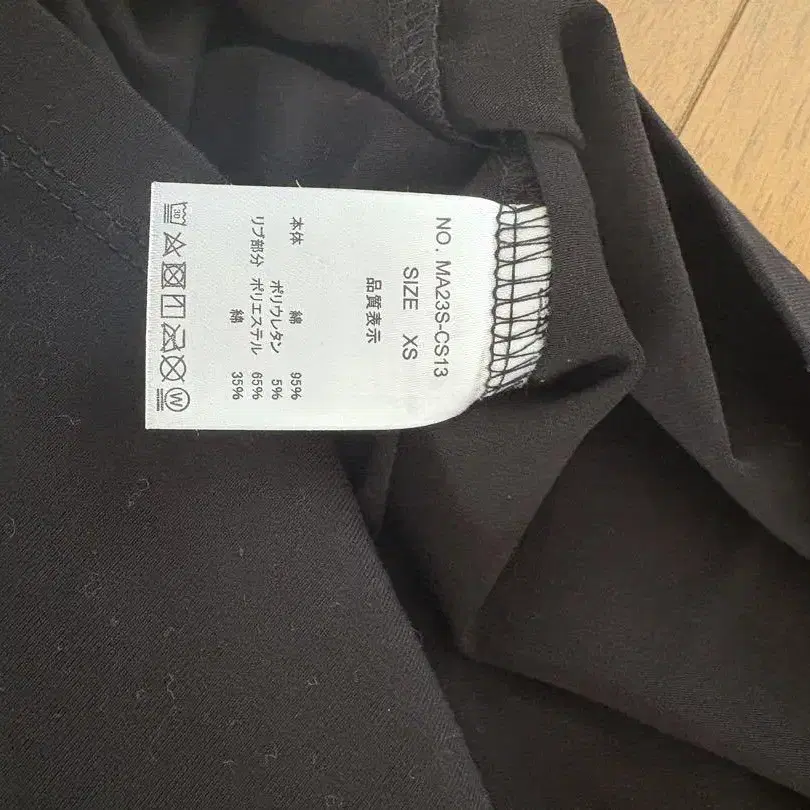 NO. MA23S-CS13
SIZE XS
品質表示
本体 綿 95%
ポリウレタン 5%
リブ部分 ポリエステル 65%
綿 35%
30
W